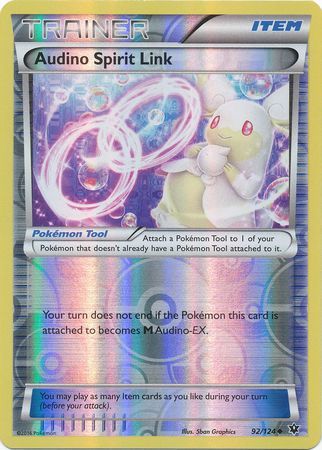 TRAINER
ITEM
Audino Spirit Link
Pokémon Tool
Attach a Pokémon Tool to 1 of your
Pokémon that doesn't already have a Pokémon Tool attached to it.
Your turn does not end if the Pokémon this card is
attached to becomes M Audino-EX.
You may play as many Item cards as you like during your turn
(before your attack).
©2016 Pokémon
Illus. 5ban Graphics
92/124